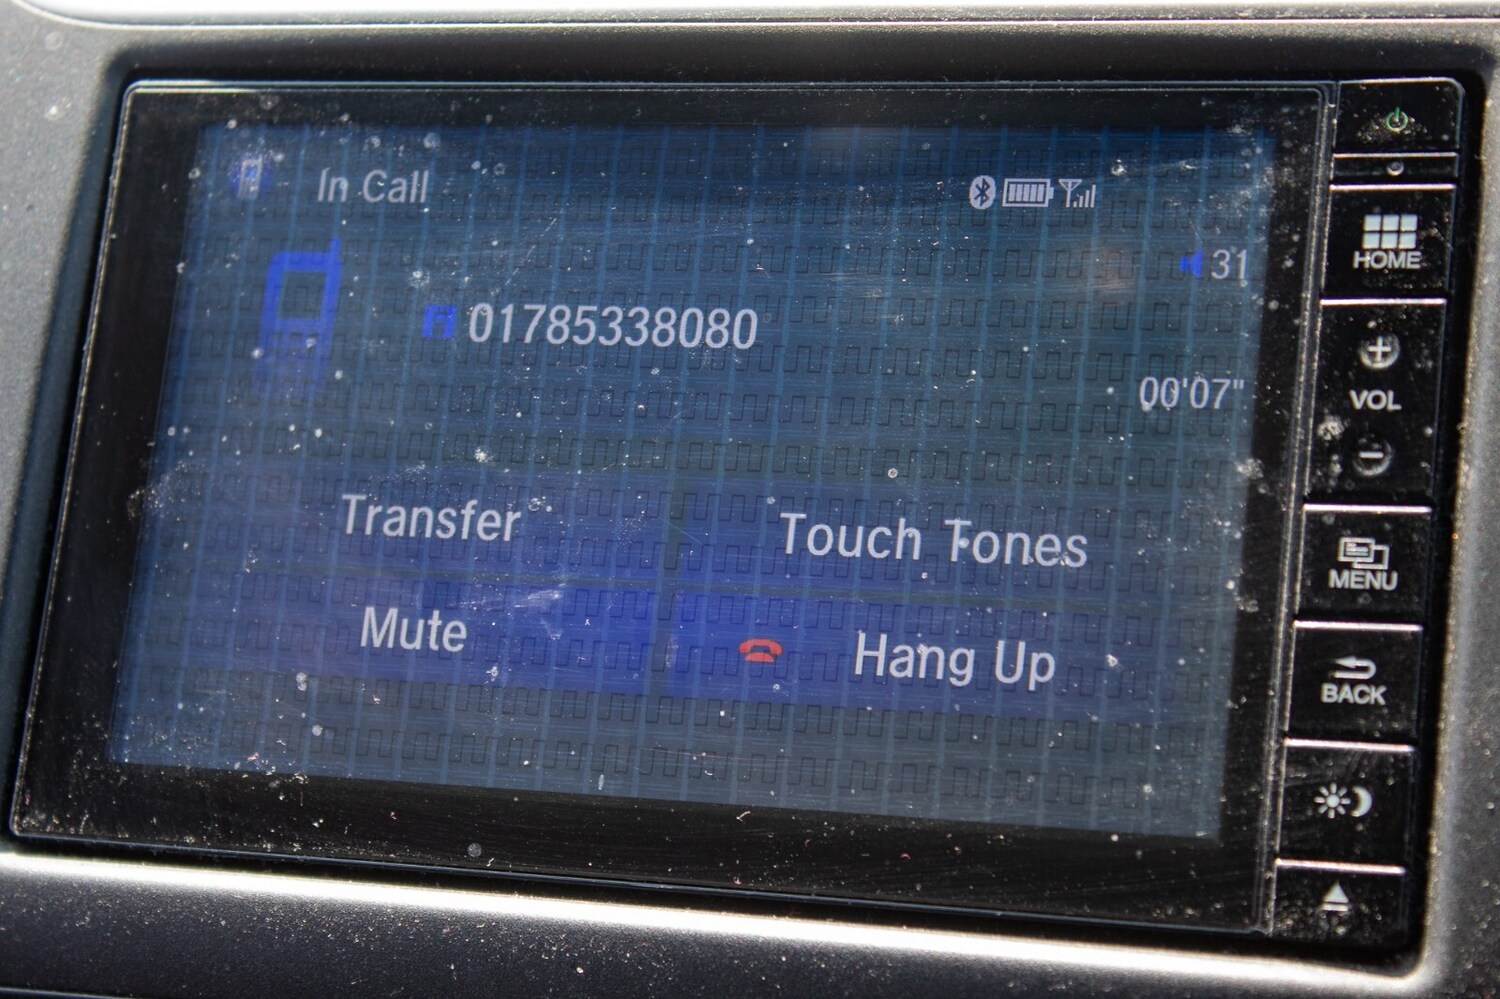 In Call
31
01785338080
00'07"
Transfer
Touch Tones
Mute
Hang Up
HOME
VOL
MENU
BACK